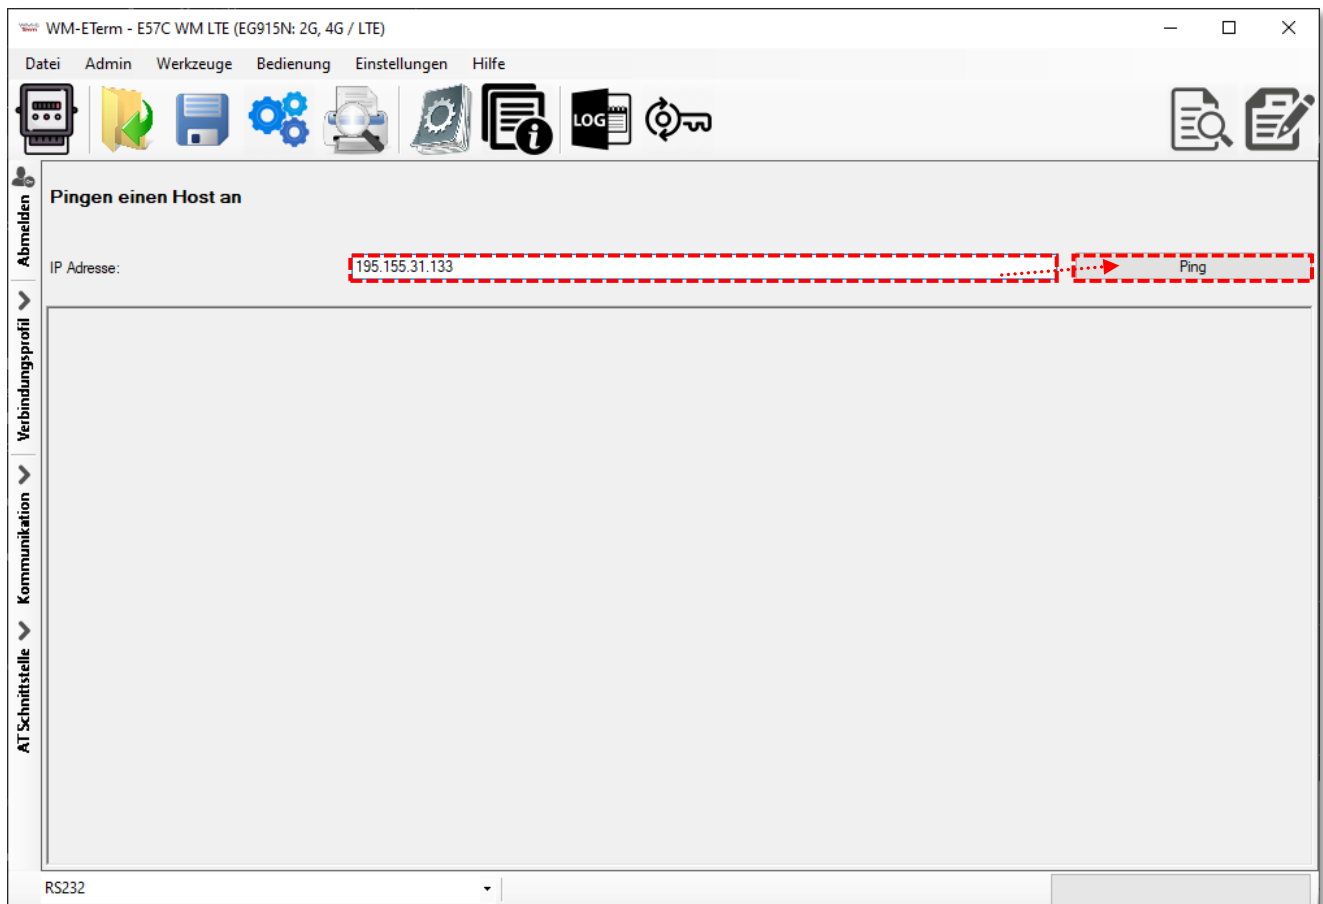 WM-ETerm - E57C WM LTE (EG915N: 2G, 4G / LTE)
Datei Admin Werkzeuge Bedienung Einstellungen Hilfe
LOG
Abmelden
Verbindungsprofil
Kommunikation
AT Schnittstelle
Pingen einen Host an
IP Adresse: 195.155.31.133 Ping
RS232